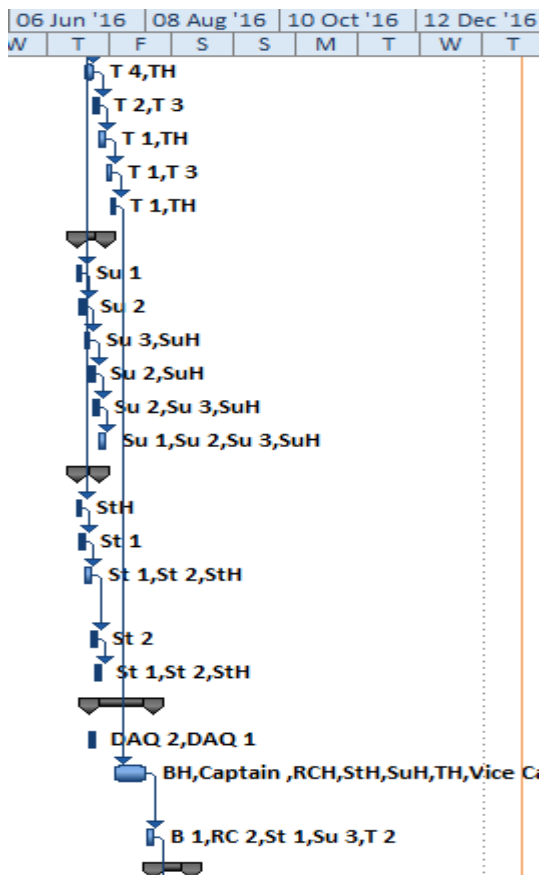 06 Jun '16 08 Aug '16 10 Oct '16 12 Dec '16
W T F S S M T W T
T 4,TH
T 2,T 3
T 1,TH
T 1,T 3
T 1,TH
Su 1
Su 2
Su 3,SuH
Su 2,SuH
Su 2,Su 3,SuH
Su 1,Su 2,Su 3,SuH
StH
St 1
St 1,St 2,StH
St 2
St 1,St 2,StH
DAQ 2,DAQ 1
BH,Captain ,RCH,StH,SuH,TH,Vice Ca
B 1,RC 2,St 1,Su 3,T 2